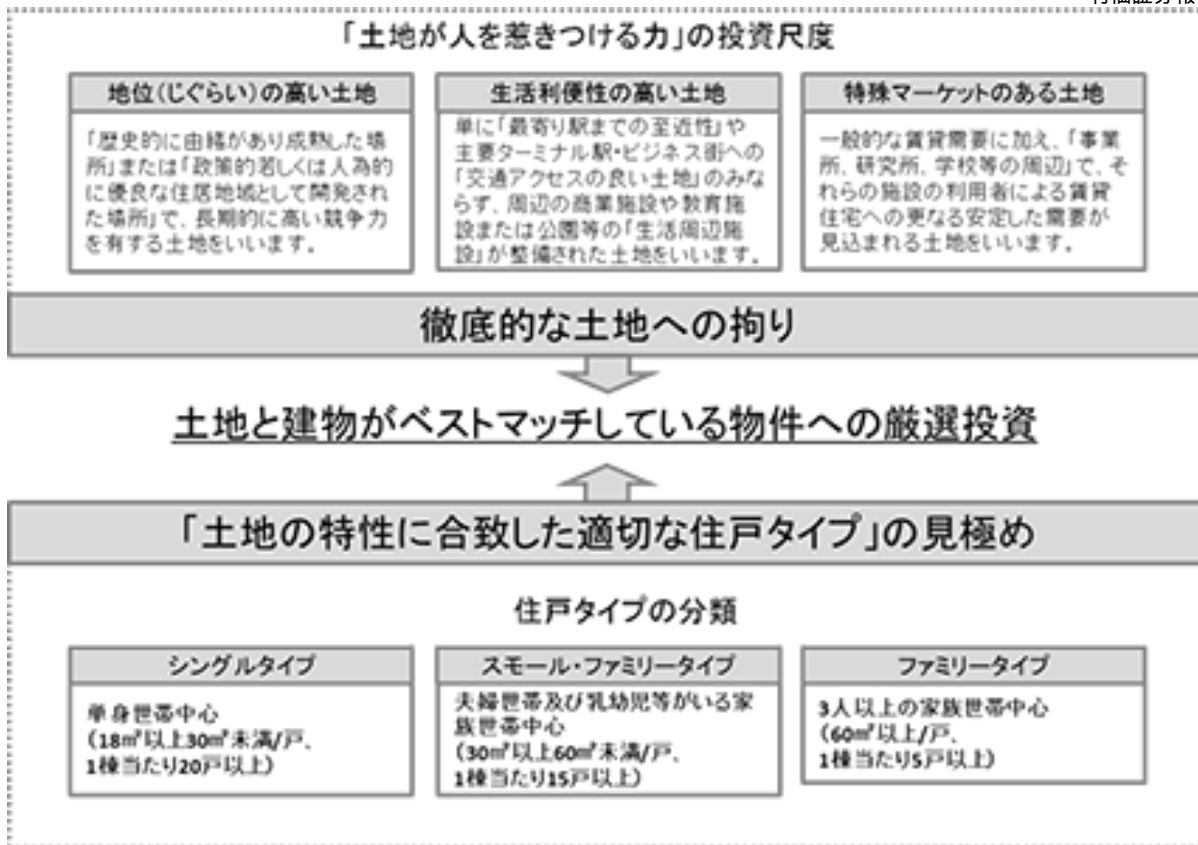 「土地が人を惹きつける力」の投資尺度
地位(じぐらい)の高い土地
「歴史的に由緒があり成熟した場
所」または「政策的若しくは人為的
に優良な住居地域として開発され
た場所」で、長期的に高い競争力
を有する土地をいいます。
生活利便性の高い土地
単に「最寄り駅までの至近性」や
主要ターミナル駅・ビジネス街への
「交通アクセスの良い土地」のみな
らず、周辺の商業施設や教育施
設または公園等の「生活周辺施
設」が整備された土地をいいます。
特殊マーケットのある土地
一般的な賃貸需要に加え、「事業
所、研究所、学校等の周辺」で、そ
れらの施設の利用者による賃貸
住宅への更なる安定した需要が
見込まれる土地をいいます。
徹底的な土地への拘り
土地と建物がベストマッチしている物件への厳選投資
「土地の特性に合致した適切な住戸タイプ」の見極め
住戸タイプの分類
シングルタイプ
単身世帯中心
(18㎡以上30㎡未満/戸、
1棟当たり20戸以上)
スモール・ファミリータイプ
夫婦世帯及び乳幼児等がいる家
族世帯中心
(30㎡以上60㎡未満/戸、
1棟当たり15戸以上)
ファミリータイプ
3人以上の家族世帯中心
(60㎡以上/戸、
1棟当たり5戸以上)